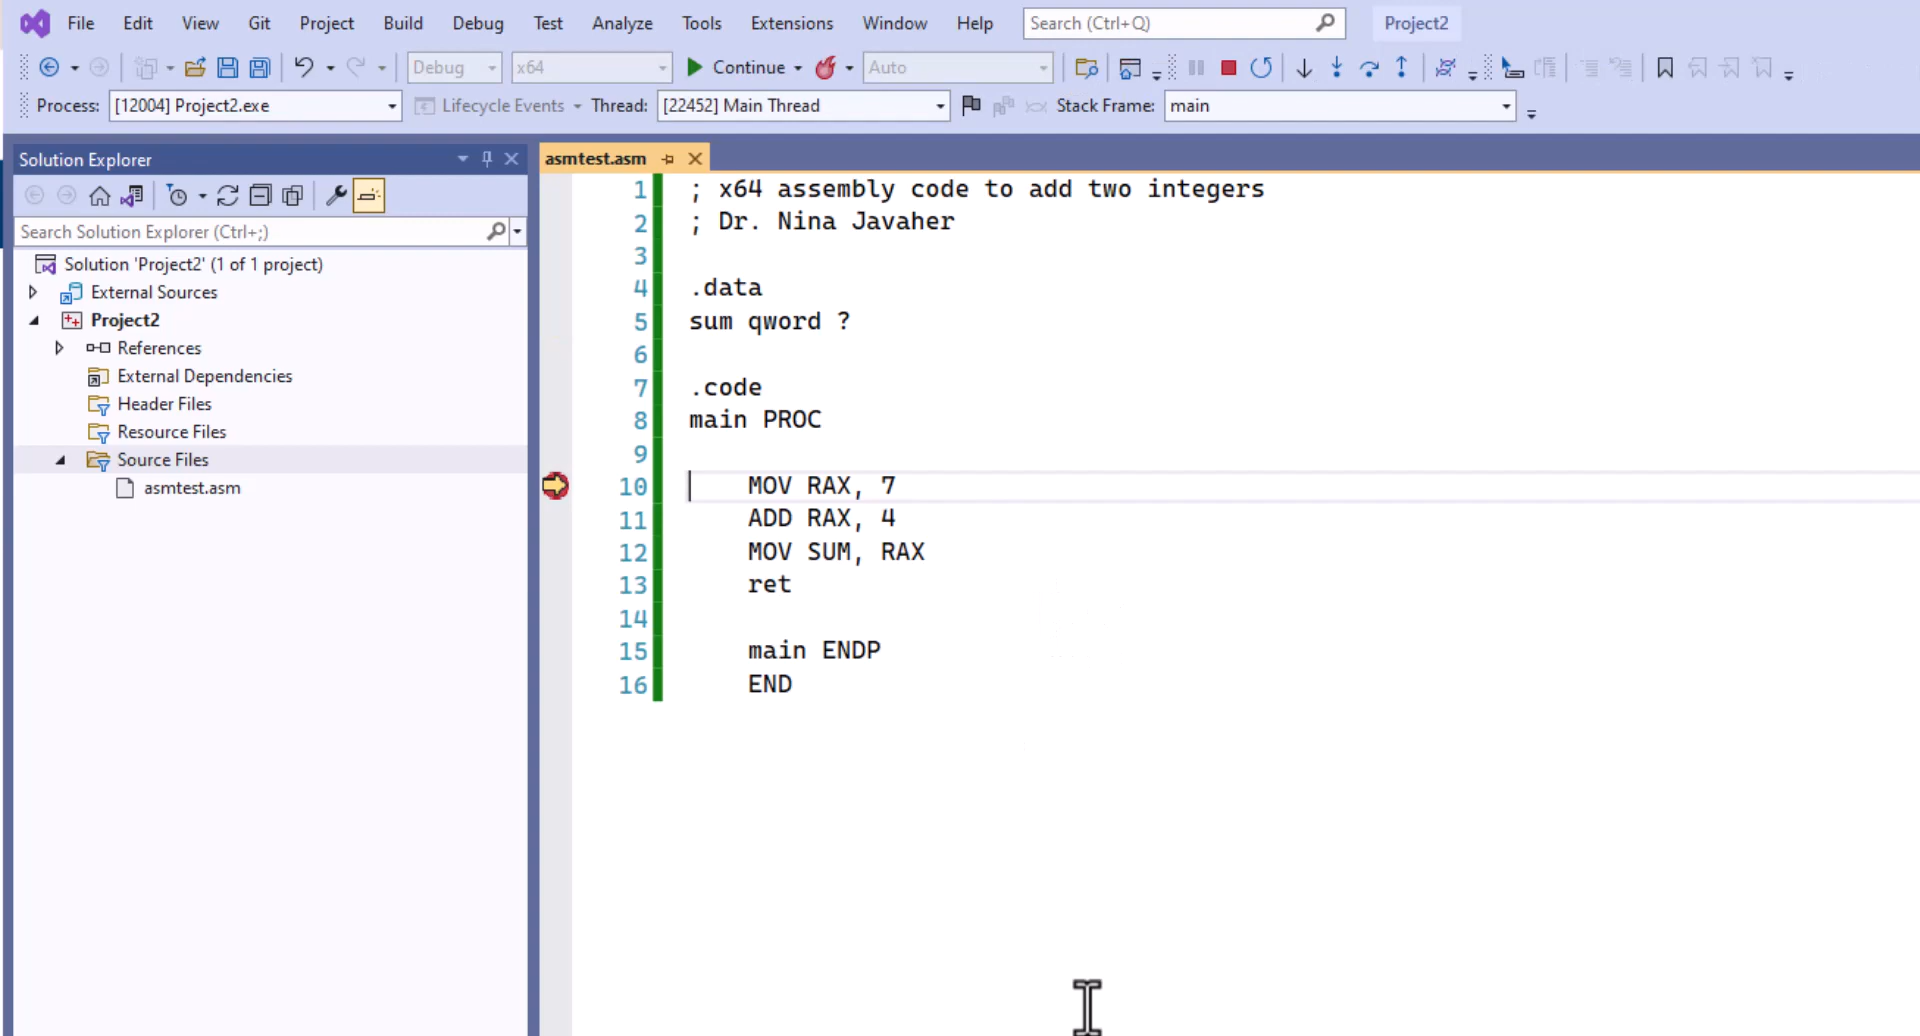 File Edit View Git Project Build Debug Test Analyze Tools Extensions Window Help Search (Ctrl+Q) Project2
Debug x64 Continue Auto
Process: [12004] Project2.exe Lifecycle Events Thread: [22452] Main Thread Stack Frame: main
Solution Explorer
Search Solution Explorer (Ctrl+;)
Solution 'Project2' (1 of 1 project)
External Sources
Project2
References
External Dependencies
Header Files
Resource Files
Source Files
asmtest.asm
asmtest.asm
1 ; x64 assembly code to add two integers
2 ; Dr. Nina Javaher
3
4 .data
5 sum qword ?
6
7 .code
8 main PROC
9
10 MOV RAX, 7
11 ADD RAX, 4
12 MOV SUM, RAX
13 ret
14
15 main ENDP
16 END